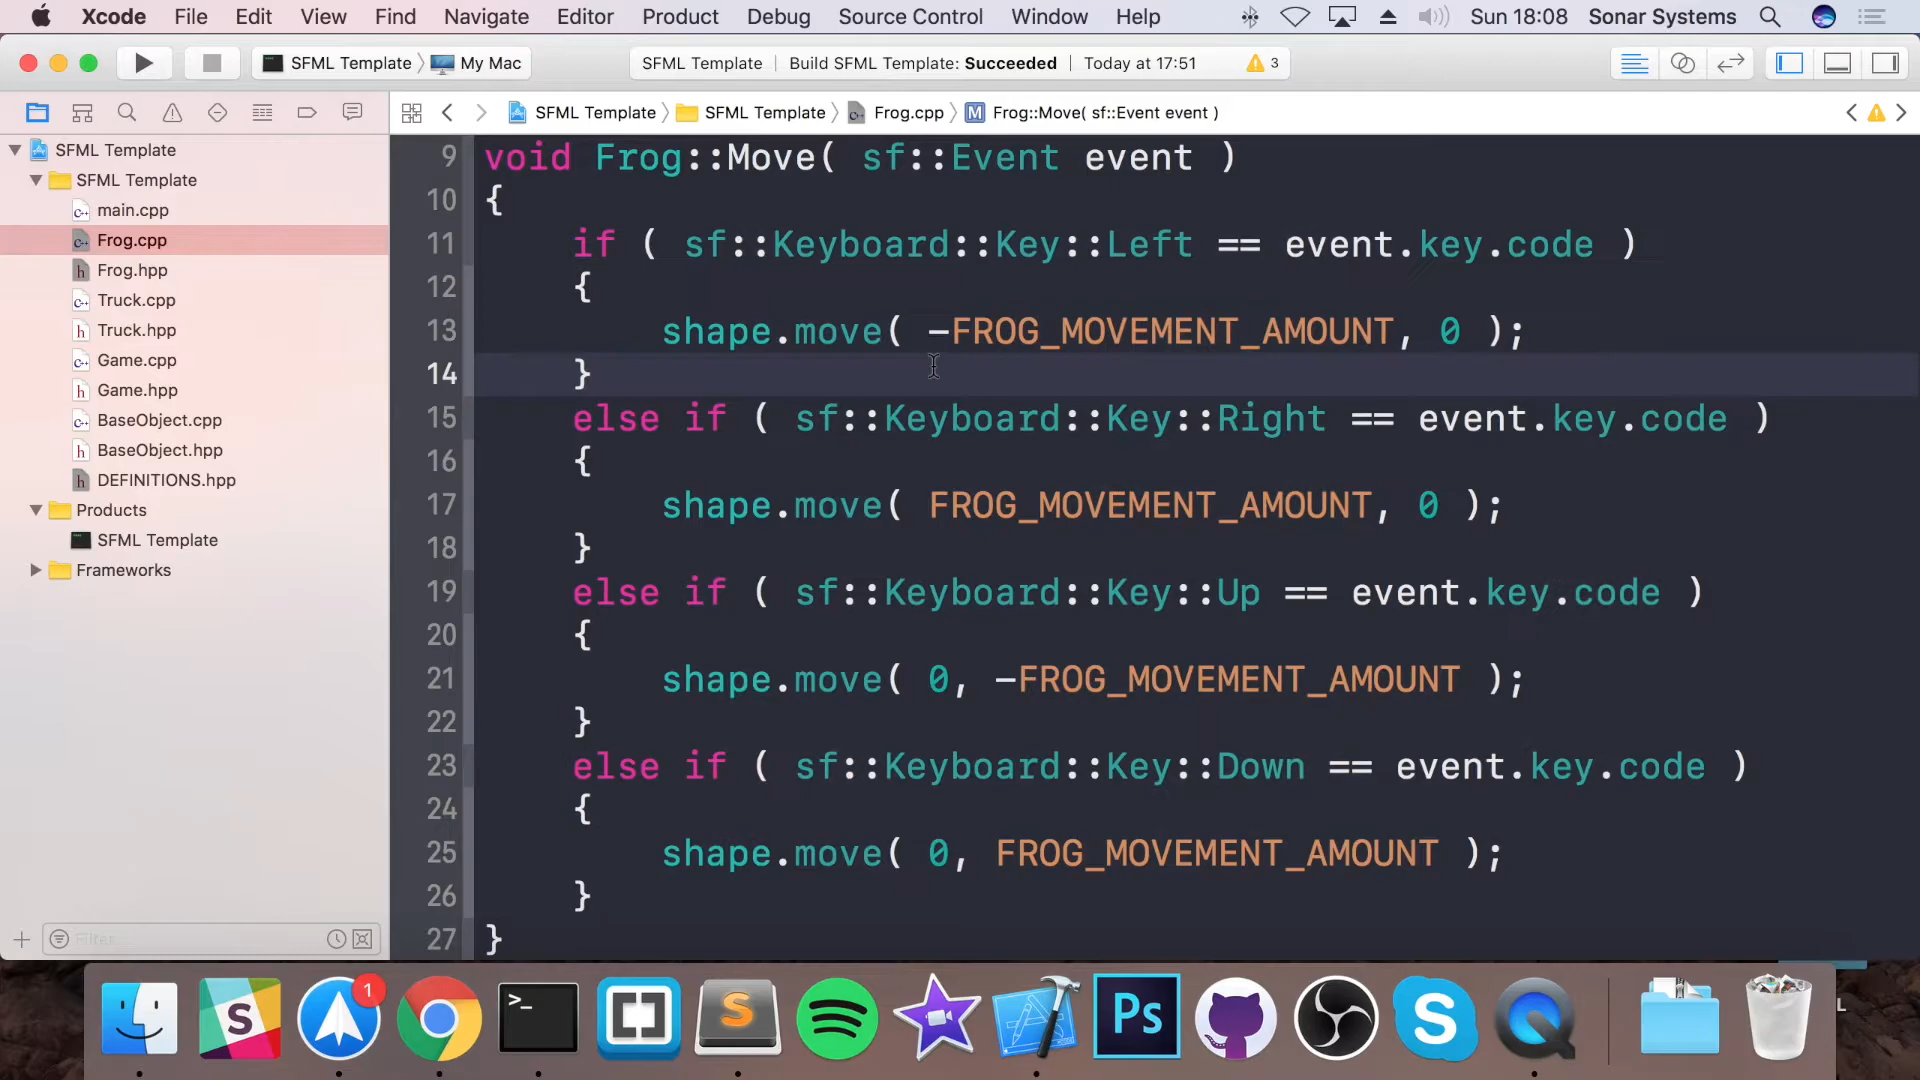 Xcode File Edit View Find Navigate Editor Product Debug Source Control Window Help Sun 18:08 Sonar Systems
SFML Template My Mac SFML Template Build SFML Template: Succeeded Today at 17:51 3
SFML Template SFML Template Frog.cpp M Frog::Move( sf::Event event )
SFML Template
SFML Template
main.cpp
Frog.cpp
Frog.hpp
Truck.cpp
Truck.hpp
Game.cpp
Game.hpp
BaseObject.cpp
BaseObject.hpp
DEFINITIONS.hpp
Products
SFML Template
Frameworks
Filter
9 void Frog::Move( sf::Event event )
10 {
11 if ( sf::Keyboard::Key::Left == event.key.code )
12 {
13 shape.move( -FROG_MOVEMENT_AMOUNT, 0 );
14 }
15 else if ( sf::Keyboard::Key::Right == event.key.code )
16 {
17 shape.move( FROG_MOVEMENT_AMOUNT, 0 );
18 }
19 else if ( sf::Keyboard::Key::Up == event.key.code )
20 {
21 shape.move( 0, -FROG_MOVEMENT_AMOUNT );
22 }
23 else if ( sf::Keyboard::Key::Down == event.key.code )
24 {
25 shape.move( 0, FROG_MOVEMENT_AMOUNT );
26 }
27 }
1
Ps